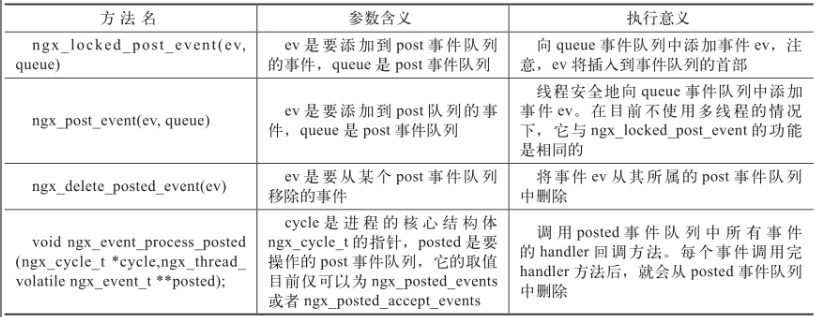 方法名 参数含义 执行意义
ngx_locked_post_event(ev, queue)
ev 是要添加到 post 事件队列的事件，queue 是 post 事件队列
向 queue 事件队列中添加事件 ev，注意，ev 将插入到事件队列的首部
ngx_post_event(ev, queue)
ev 是要添加到 post 队列的事件，queue 是 post 事件队列
线程安全地向 queue 事件队列中添加事件 ev。在目前不使用多线程的情况下，它与 ngx_locked_post_event 的功能是相同的
ngx_delete_posted_event(ev)
ev 是要从某个 post 事件队列移除的事件
将事件 ev 从其所属的 post 事件队列中删除
void ngx_event_process_posted
(ngx_cycle_t *cycle,ngx_thread_
volatile ngx_event_t **posted);
cycle 是进程的核心结构体
ngx_cycle_t 的指针，posted 是要
操作的 post 事件队列，它的取值
目前仅可以为 ngx_posted_events
或者 ngx_posted_accept_events
调用 posted 事件队列中所有事件
的 handler 回调方法。每个事件调用完
handler 方法后，就会从 posted 事件队列
中删除